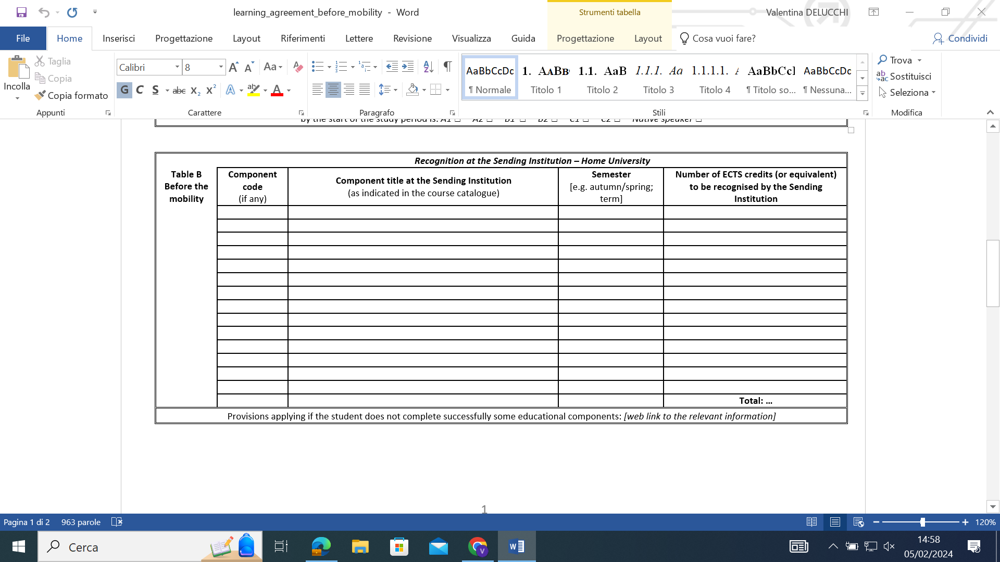 learning_agreement_before_mobility - Word
Strumenti tabella
Valentina DELUCCHI
File Home Inserisci Progettazione Layout Riferimenti Lettere Revisione Visualizza Guida Progettazione Layout Cosa vuoi fare? Condividi
Incolla
Taglia
Copia
Copia formato
Appunti
Calibri 8
Aa
G C S abc x₂ x² A ab A
Carattere
Paragrafo
AaBbCcDc 1. AaBb 1.1. AaB 1.1.1. Aa 1.1.1.1. A AaBbCcI AaBbCcDc
¶ Normale Titolo 1 Titolo 2 Titolo 3 Titolo 4 ¶ Titolo so... ¶ Nessuna...
Stili
Trova
Sostituisci
Seleziona
Modifica
by the start of the study period is: A1 □ A2 □ B1 □ B2 □ C1 □ C2 □ Native speaker □
Recognition at the Sending Institution – Home University
Table B
Before the
mobility
Component
code
(if any)
Component title at the Sending Institution
(as indicated in the course catalogue)
Semester
[e.g. autumn/spring;
term]
Number of ECTS credits (or equivalent)
to be recognised by the Sending
Institution
Total: ...
Provisions applying if the student does not complete successfully some educational components: [web link to the relevant information]
1
Pagina 1 di 2 963 parole
120%
Cerca
14:58
05/02/2024